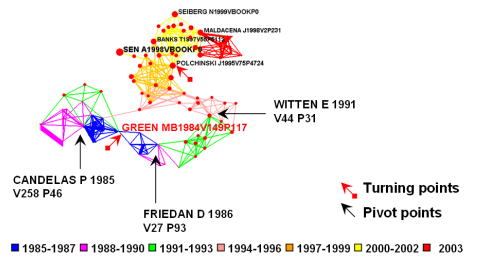 SEIBERG N1999VBOOKP0
MALDACENA J1998V2P231
BANKS T1997V55P5112
SEN A1998VBOOKP0
POLCHINSKI J1995V75P4724
WITTEN E 1991
V44 P31
GREEN MB1984V149P117
CANDELAS P 1985
V258 P46
FRIEDAN D 1986
V27 P93
Turning points
Pivot points
1985-1987 1988-1990 1991-1993 1994-1996 1997-1999 2000-2002 2003